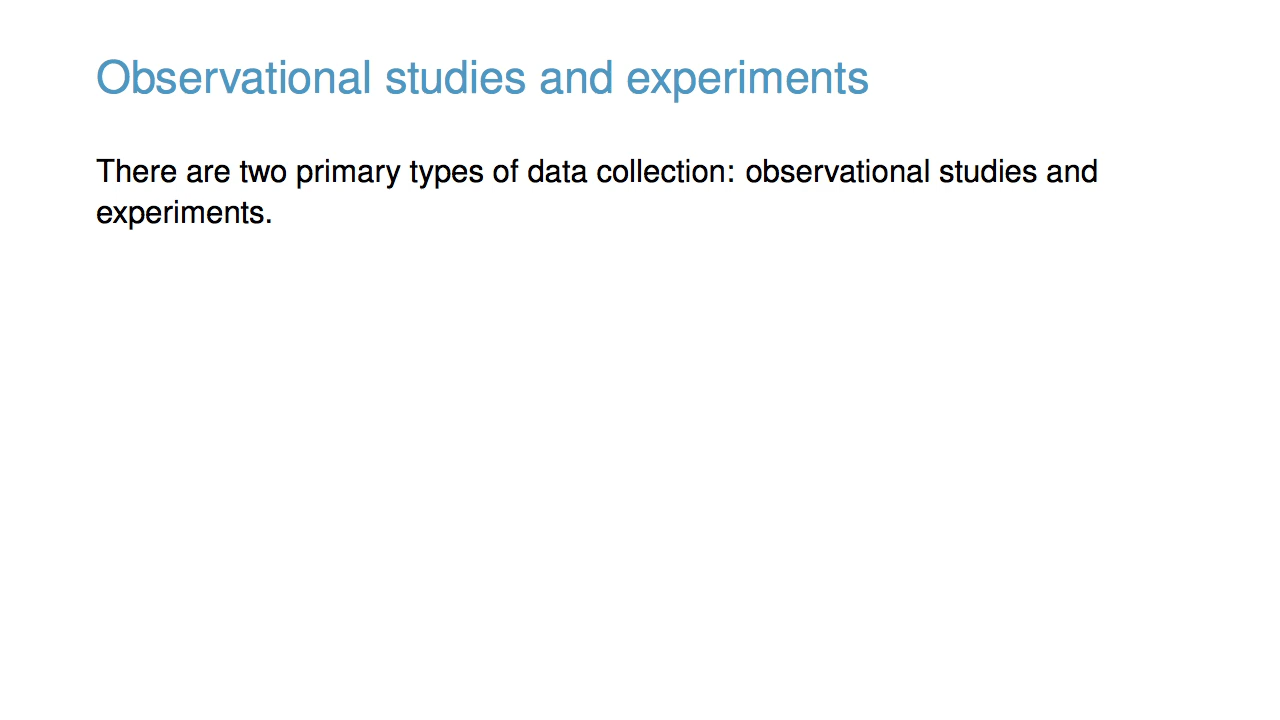 Observational studies and experiments
There are two primary types of data collection: observational studies and
experiments.